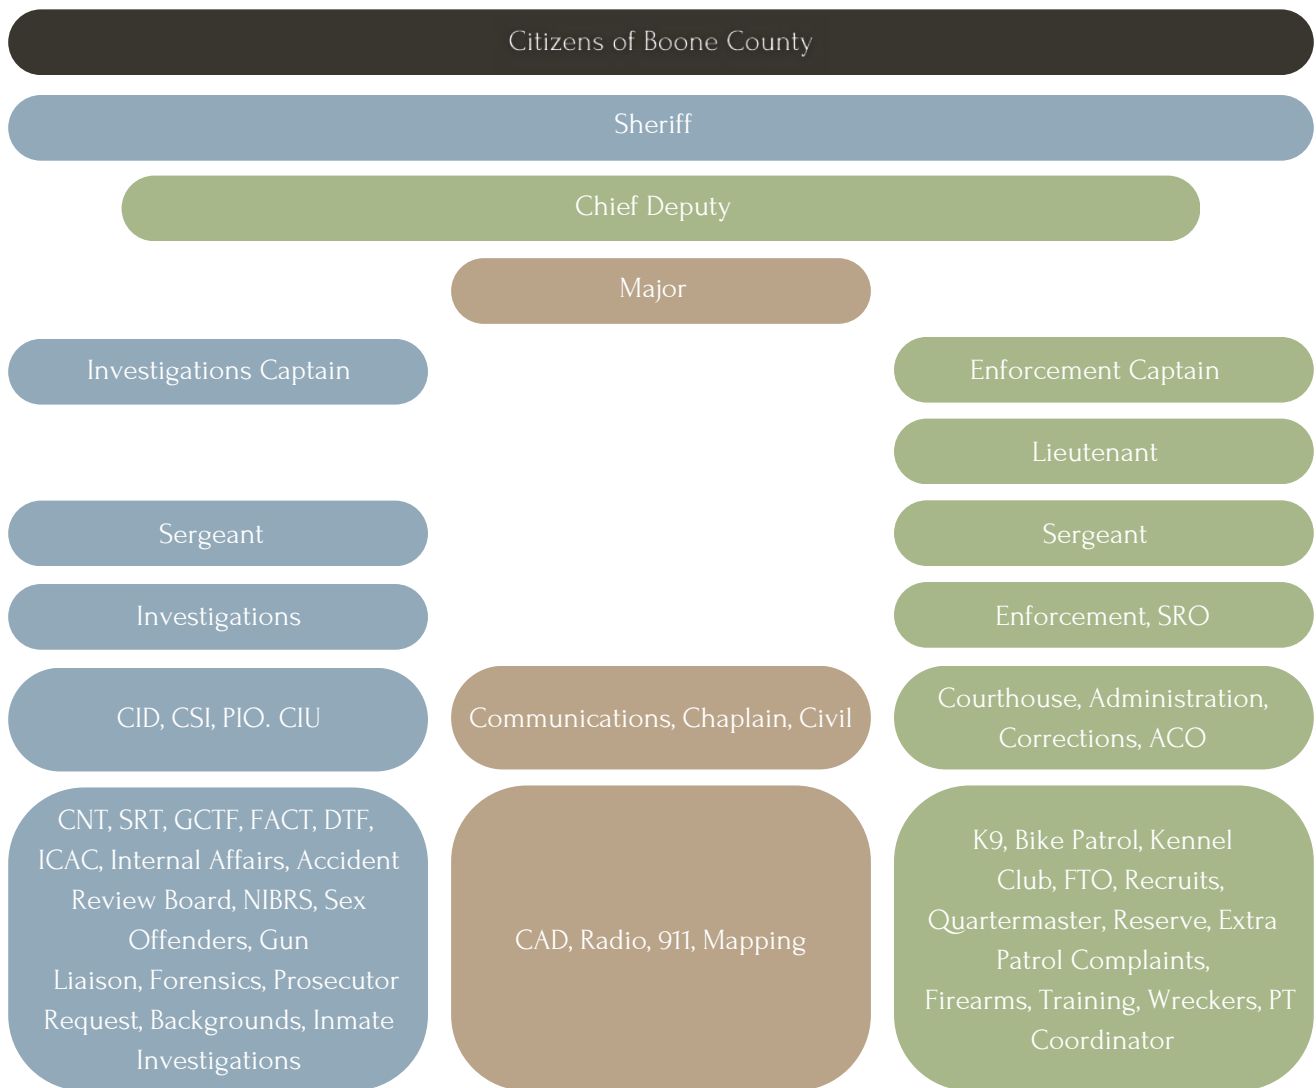 Citizens of Boone County
Sheriff
Chief Deputy
Major
Investigations Captain
Enforcement Captain
Lieutenant
Sergeant
Sergeant
Investigations
Enforcement, SRO
CID, CSI, PIO. CIU
Communications, Chaplain, Civil
Courthouse, Administration,
Corrections, ACO
CNT, SRT, GCTF, FACT, DTF,
ICAC, Internal Affairs, Accident
Review Board, NIBRS, Sex
Offenders, Gun
Liaison, Forensics, Prosecutor
Request, Backgrounds, Inmate
Investigations
CAD, Radio, 911, Mapping
K9, Bike Patrol, Kennel
Club, FTO, Recruits,
Quartermaster, Reserve, Extra
Patrol Complaints,
Firearms, Training, Wreckers, PT
Coordinator